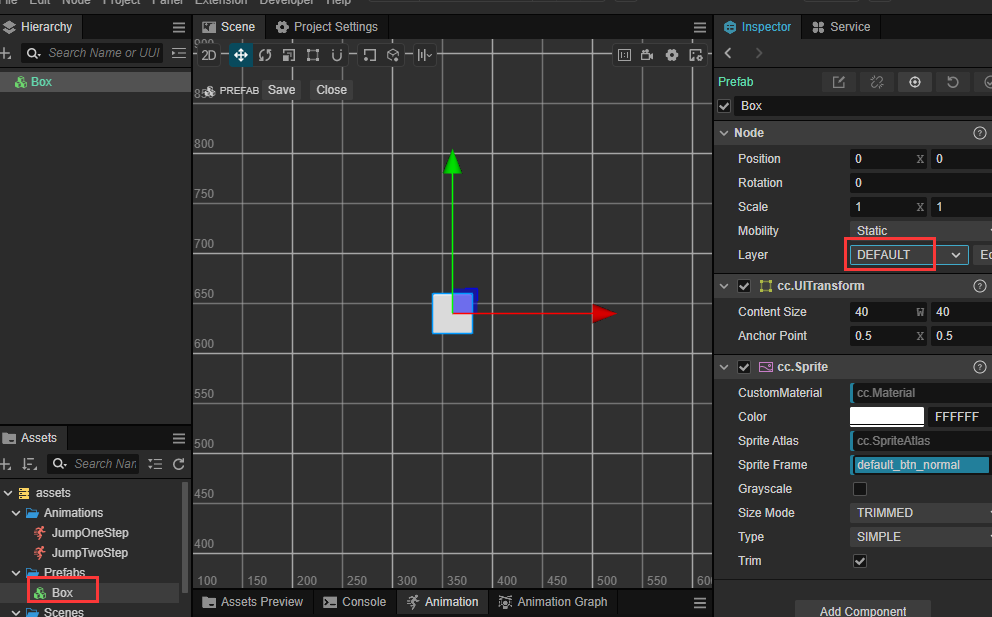 File Edit Node Project Panel Extension Developer Help
Hierarchy
Search Name or UUI
Box
Scene
Project Settings
2D
PREFAB Save Close
850
800
750
700
650
600
550
500
450
400
100 150 200 250 300 350 400 450 500 550 600
Assets
Search Nan
assets
Animations
JumpOneStep
JumpTwoStep
Prefabs
Box
Scenes
Assets Preview
Console
Animation
Animation Graph
Inspector
Service
Prefab
Box
Node
Position 0 X 0
Rotation 0
Scale 1 X 1
Mobility Static
Layer DEFAULT Ec
cc.UITransform
Content Size 40 W 40
Anchor Point 0.5 X 0.5
cc.Sprite
CustomMaterial cc.Material
Color FFFFFF
Sprite Atlas cc.SpriteAtlas
Sprite Frame default_btn_normal
Grayscale
Size Mode TRIMMED
Type SIMPLE
Trim
Add Component